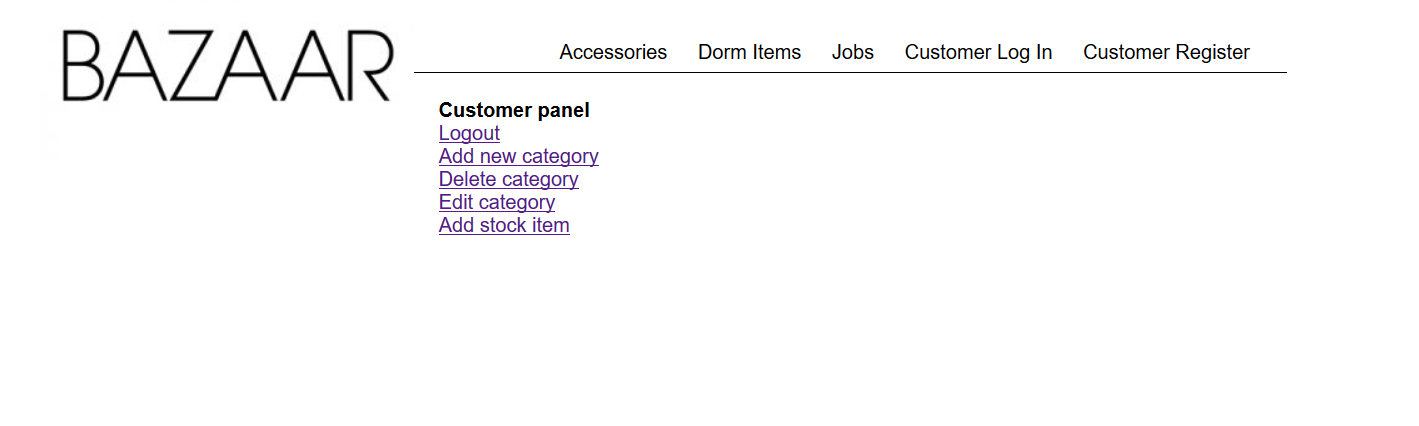 BAZAAR
Accessories Dorm Items Jobs Customer Log In Customer Register
Customer panel
Logout
Add new category
Delete category
Edit category
Add stock item